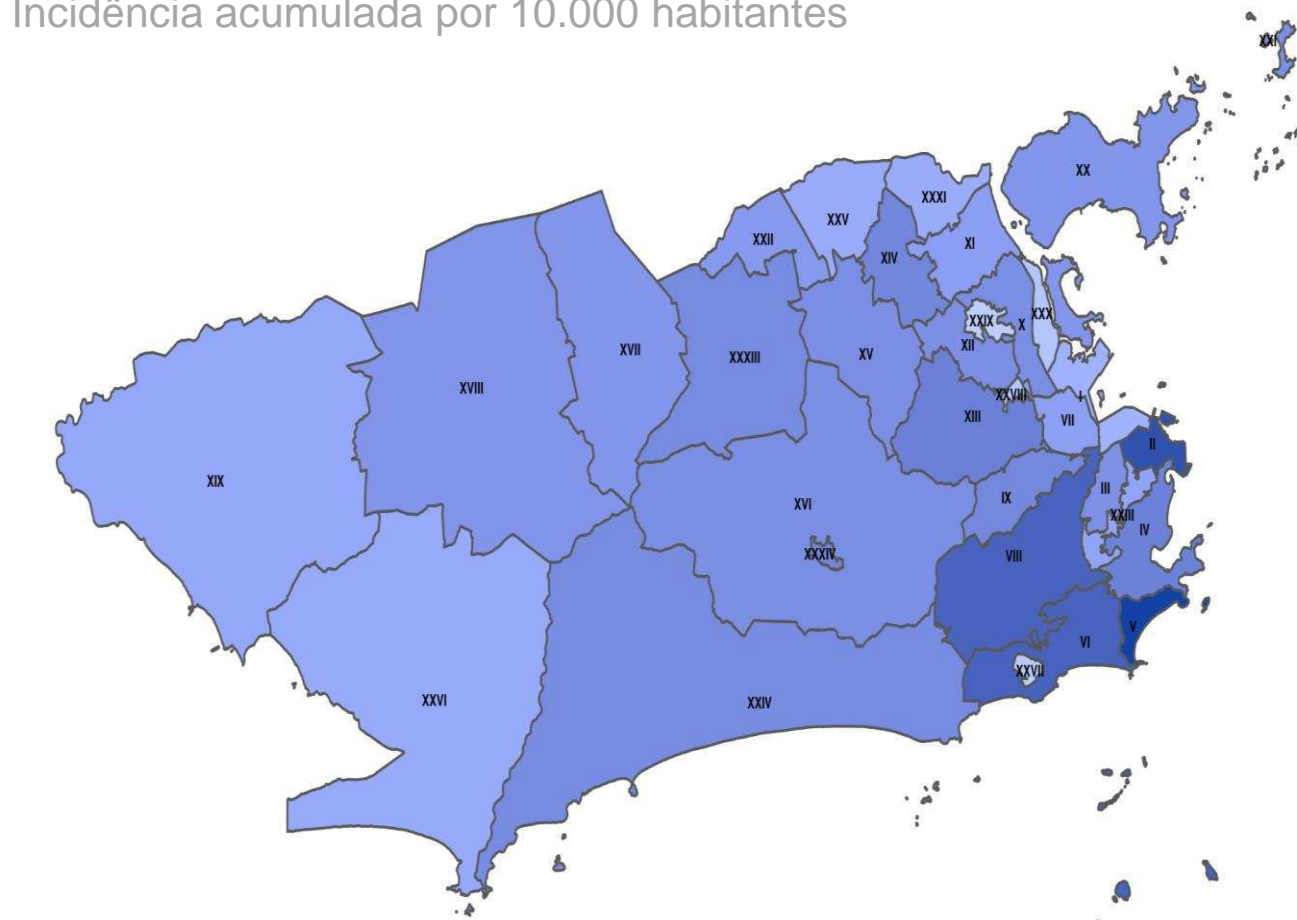 Incidência acumulada por 10.000 habitantes
XXI
XX
XXXI
XXV
XXII
XI
XIV
XXX
XXIX
X
XVII
XXXIII
XV
XII
XVIII
XXVIII
I
XIII
VII
II
XIX
III
IX
XVI
XXIII
IV
XXXIV
VIII
V
VI
XXVII
XXVI
XXIV